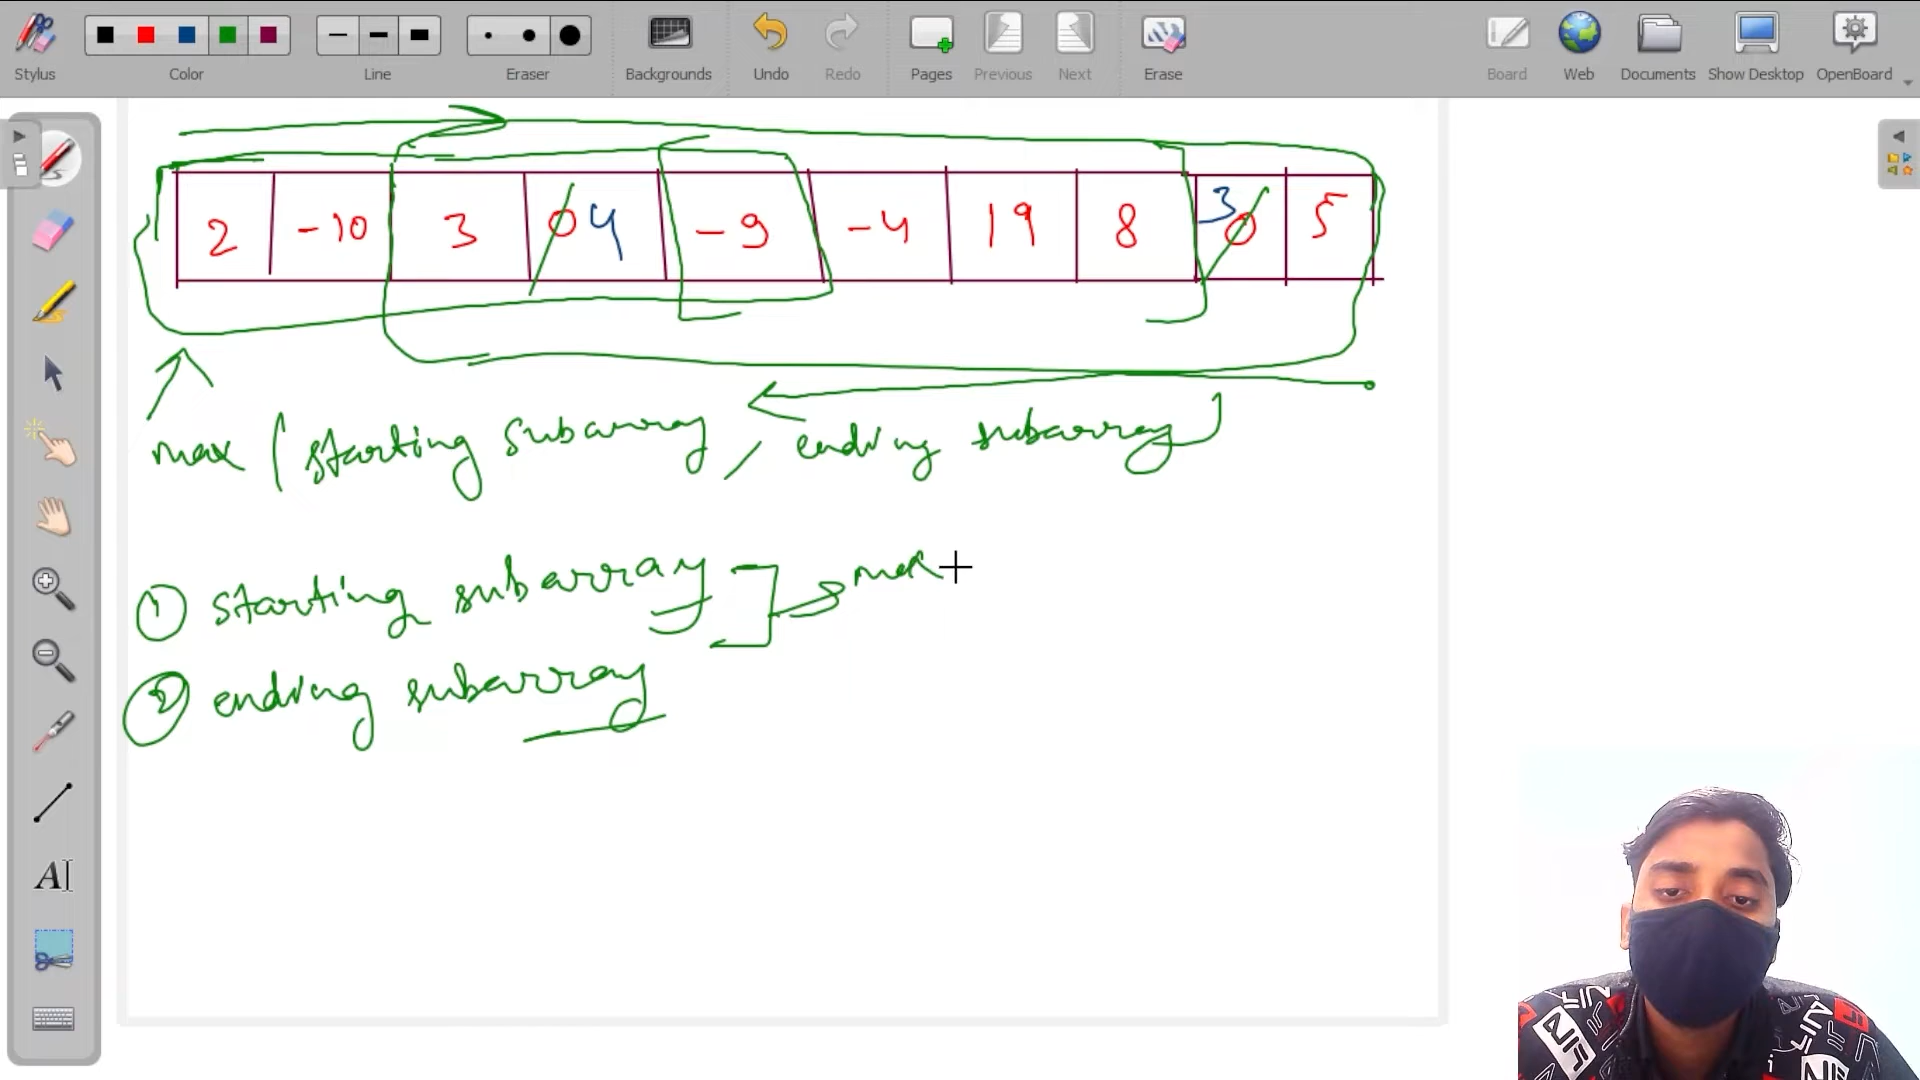 Stylus Color Line Eraser Backgrounds Undo Redo Pages Previous Next Erase Board Web Documents Show Desktop OpenBoard
2 -10 3 0 4 -9 -4 19 8 3 0 5
max ( starting subarray , ending subarray )
① starting subarray max
② ending subarray
AI